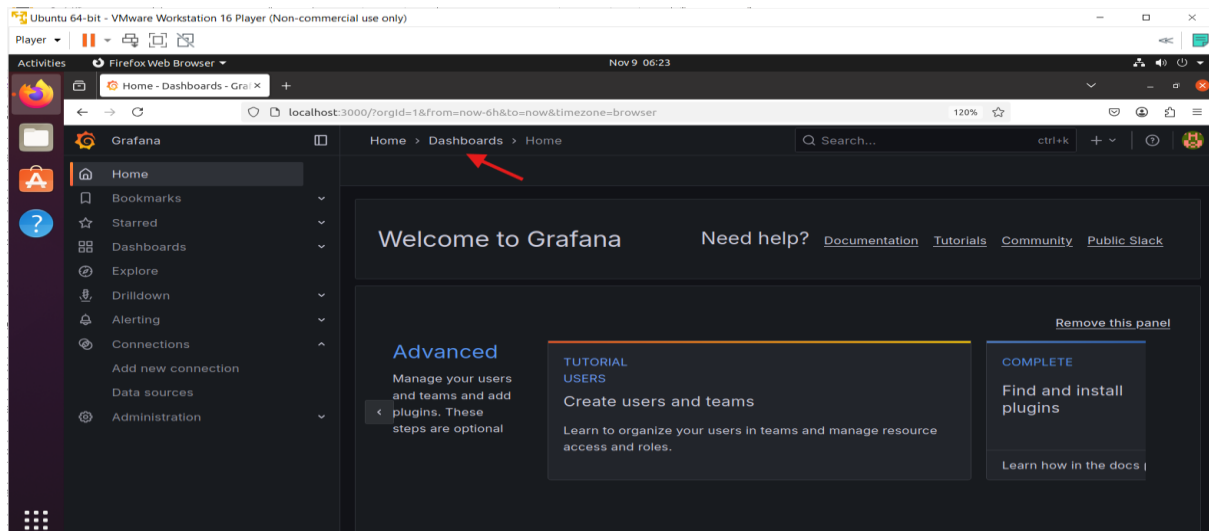 Ubuntu 64-bit - VMware Workstation 16 Player (Non-commercial use only)
Player
Activities Firefox Web Browser Nov 9 06:23
Home - Dashboards - Gra
localhost:3000/?orgId=1&from=now-6h&to=now&timezone=browser 120%
Grafana Home › Dashboards › Home Search... ctrl+k
Home
Bookmarks
Starred
Dashboards
Explore
Drilldown
Alerting
Connections
Add new connection
Data sources
Administration
Welcome to Grafana Need help? Documentation Tutorials Community Public Slack
Remove this panel
Advanced
Manage your users
and teams and add
plugins. These
steps are optional
TUTORIAL
USERS
Create users and teams
Learn to organize your users in teams and manage resource
access and roles.
COMPLETE
Find and install
plugins
Learn how in the docs